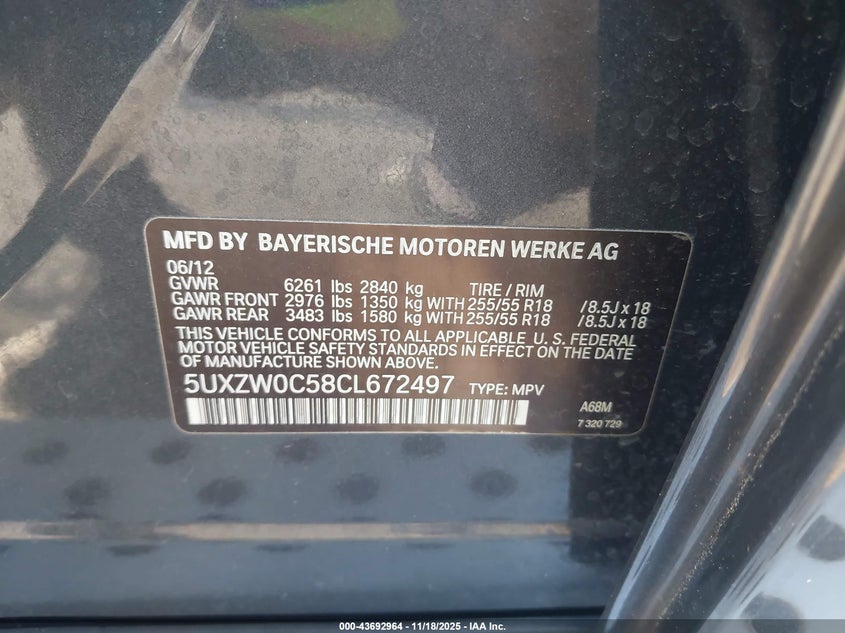 MFD BY BAYERISCHE MOTOREN WERKE AG
06/12
GVWR 6261 lbs 2840 kg TIRE / RIM
GAWR FRONT 2976 lbs 1350 kg WITH 255/55 R18 / 8.5J x 18
GAWR REAR 3483 lbs 1580 kg WITH 255/55 R18 / 8.5J x 18
THIS VEHICLE CONFORMS TO ALL APPLICABLE U. S. FEDERAL
MOTOR VEHICLE SAFETY STANDARDS IN EFFECT ON THE DATE
OF MANUFACTURE SHOWN ABOVE.
5UXZW0C58CL672497 TYPE: MPV
A68M
7 320 729
000-43692964 - 11/18/2025 - IAA Inc.